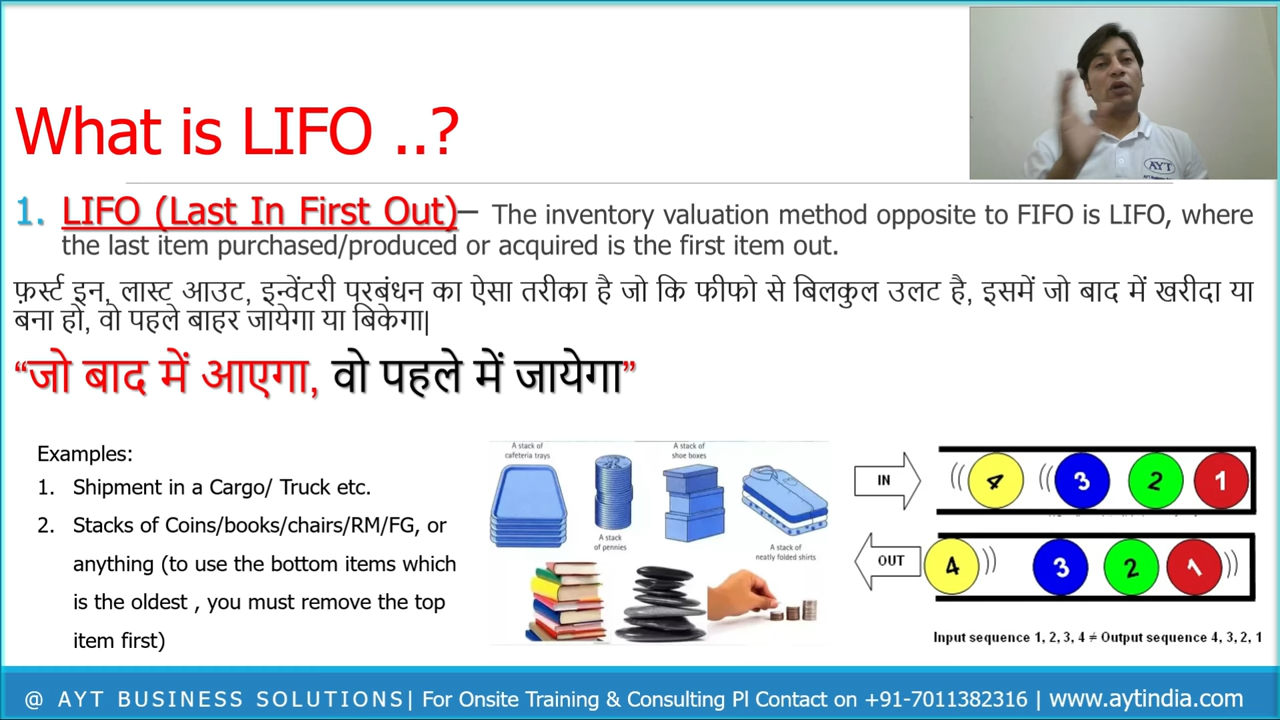 What is LIFO ..?
AYT
1. LIFO (Last In First Out)– The inventory valuation method opposite to FIFO is LIFO, where
the last item purchased/produced or acquired is the first item out.
फ़र्स्ट इन, लास्ट आउट, इन्वेंटरी परबंधन का ऐसा तरीका है जो कि फीफो से बिलकुल उलट है, इसमें जो बाद में खरीदा या
बना हो, वो पहले बाहर जायेगा या बिकेगा|
“जो बाद में आएगा, वो पहले में जायेगा”
Examples:
1. Shipment in a Cargo/ Truck etc.
2. Stacks of Coins/books/chairs/RM/FG, or
anything (to use the bottom items which
is the oldest , you must remove the top
item first)
A stack of
cafeteria trays
A stack of
shoe boxes
A stack
of pennies
A stack of
neatly folded shirts
IN
4 3 2 1
OUT
4 3 2 1
Input sequence 1, 2, 3, 4 ≠ Output sequence 4, 3, 2, 1
@ AYT BUSINESS SOLUTIONS| For Onsite Training & Consulting Pl Contact on +91-7011382316 | www.aytindia.com